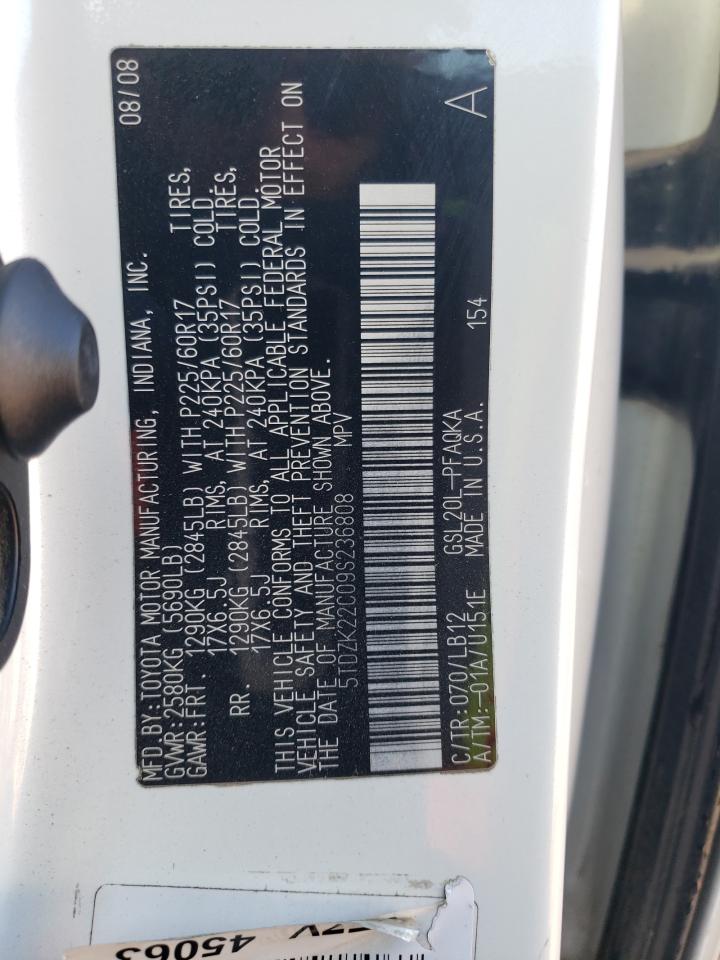 MFD.BY:TOYOTA MOTOR MANUFACTURING, INDIANA, INC. 08/08
GVWR:2580KG (5690LB)
GAWR:FRT. 1290KG (2845LB) WITH P225/60R17 TIRES,
17X6.5J RIMS, AT 240KPA (35PSI) COLD.
RR. 1290KG (2845LB) WITH P225/60R17 TIRES,
17X6.5J RIMS, AT 240KPA (35PSI) COLD.
THIS VEHICLE CONFORMS TO ALL APPLICABLE FEDERAL MOTOR
VEHICLE SAFETY AND THEFT PREVENTION STANDARDS IN EFFECT ON
THE DATE OF MANUFACTURE SHOWN ABOVE.
5TDZK22C09S236808 MPV
C/TR:070/LB12 GSL20L-PFAQKA
A/TM:-01A/U151E MADE IN U.S.A. 154 A
45063